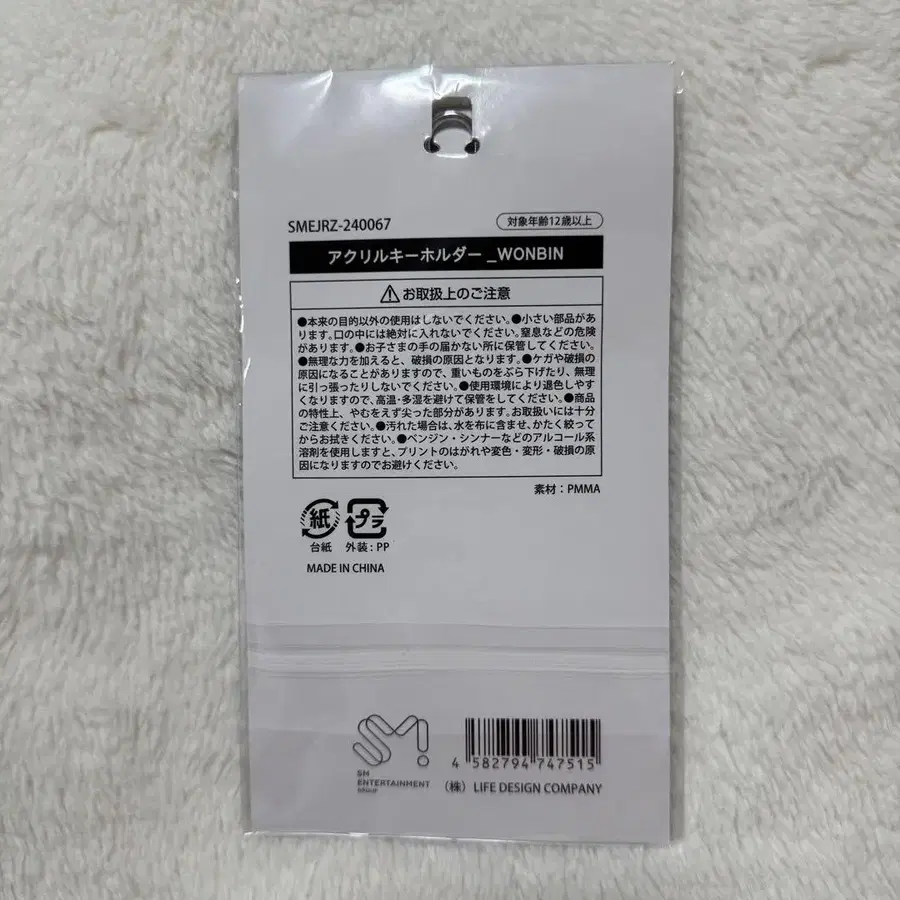 SMEJRZ-240067
対象年齢12歳以上
アクリルキーホルダー_WONBIN
お取扱上のご注意
●本来の目的以外の使用はしないでください。●小さい部品があ
ります。口の中には絶対に入れないでください。窒息などの危険
があります。●お子さまの手の届かない所に保管してください。
●無理な力を加えると、破損の原因となります。●ケガや破損の
原因になることがありますので、重いものをぶら下げたり、無理
に引っ張ったりしないでください。●使用環境により退色しやす
くなりますので、高温・多湿を避けて保管をしてください。●商品
の特性上、やむをえず尖った部分があります。お取扱いには十分
ご注意ください。●汚れた場合は、水を布に含ませ、かたく絞って
からお拭きください。●ベンジン・シンナーなどのアルコール系
溶剤を使用しますと、プリントのはがれや変色・変形・破損の原
因になりますのでお避けください。
素材：PMMA
紙 プラ
台紙 外装：PP
MADE IN CHINA
SM
SM
ENTERTAINMENT
GROUP
4 582794 747515
（株） LIFE DESIGN COMPANY